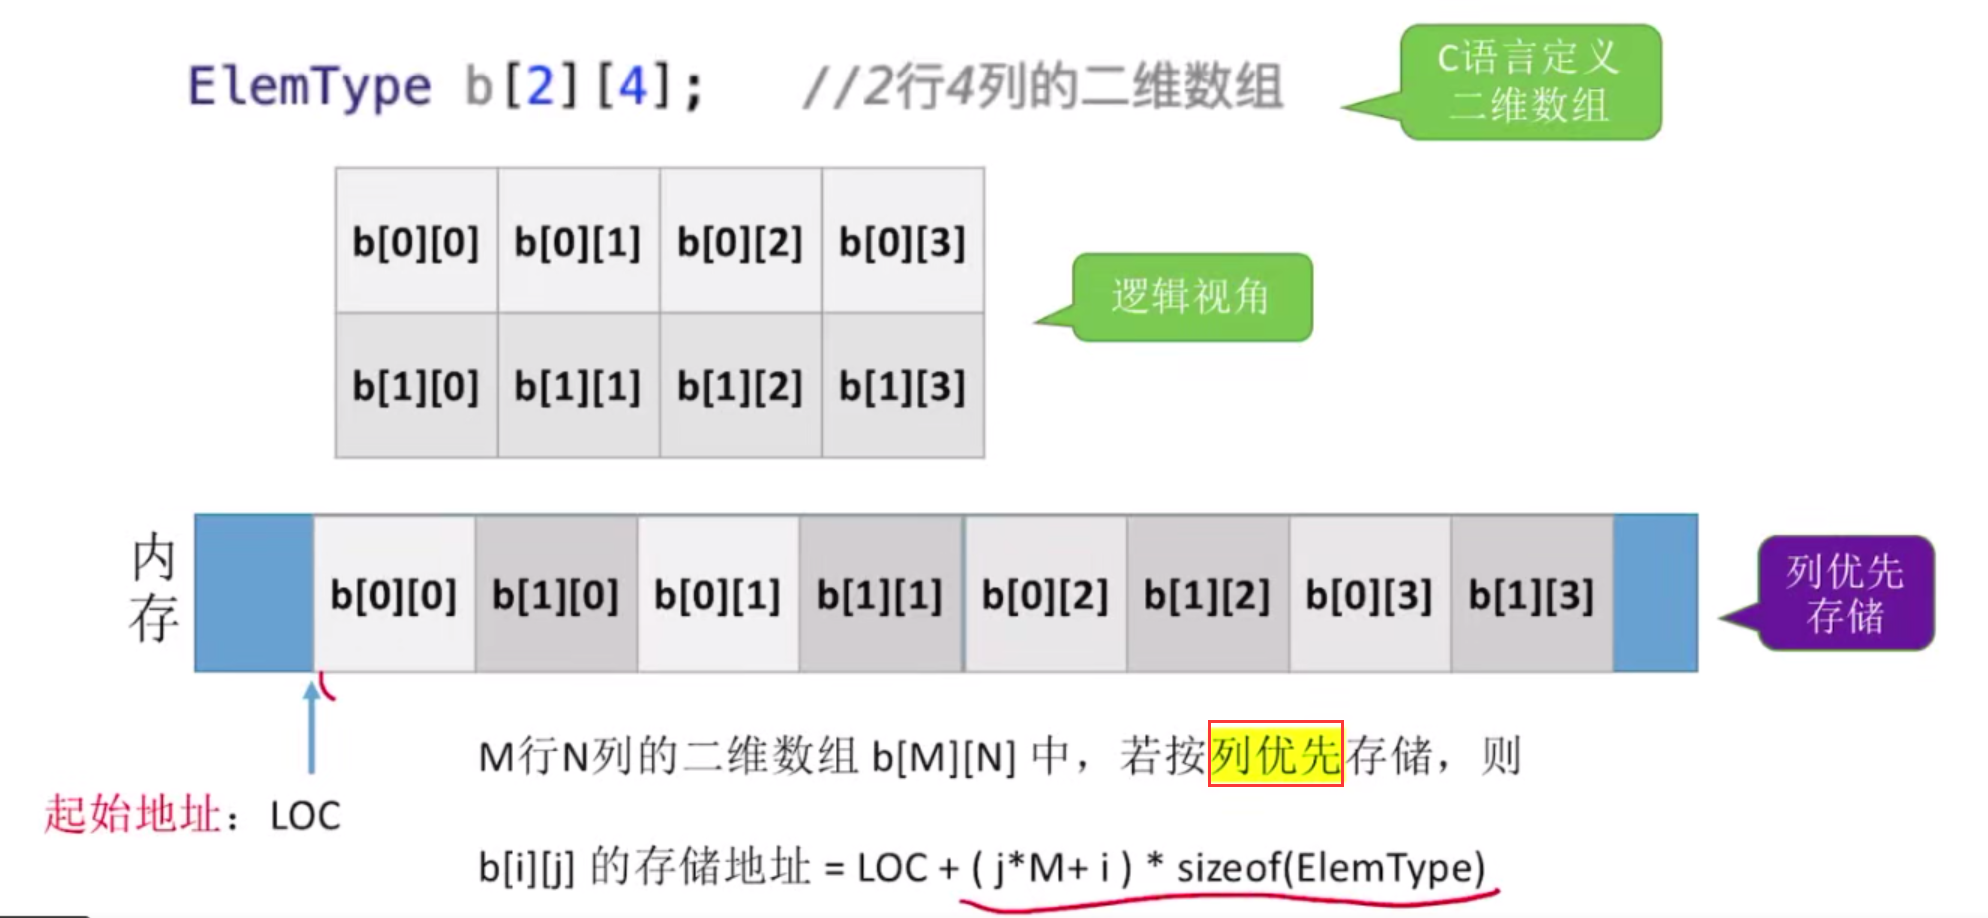 ElemType b[2][4]; //2行4列的二维数组
C语言定义
二维数组
b[0][0] b[0][1] b[0][2] b[0][3]
逻辑视角
b[1][0] b[1][1] b[1][2] b[1][3]
内存
b[0][0] b[1][0] b[0][1] b[1][1] b[0][2] b[1][2] b[0][3] b[1][3]
列优先
存储
M行N列的二维数组 b[M][N] 中，若按列优先存储，则
起始地址：LOC
b[i][j] 的存储地址 = LOC + ( j*M+ i ) * sizeof(ElemType)